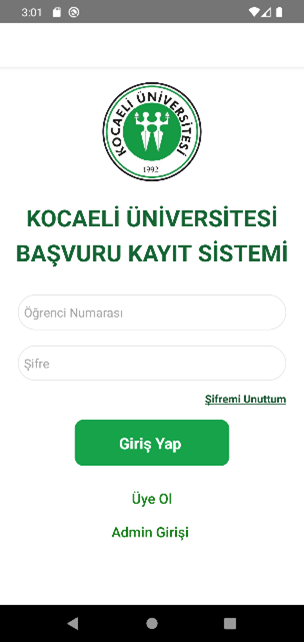 3:01
KOCAELİ ÜNİVERSİTESİ
1992
KOCAELİ ÜNİVERSİTESİ
BAŞVURU KAYIT SİSTEMİ
Öğrenci Numarası
Şifre
Şifremi Unuttum
Giriş Yap
Üye Ol
Admin Girişi